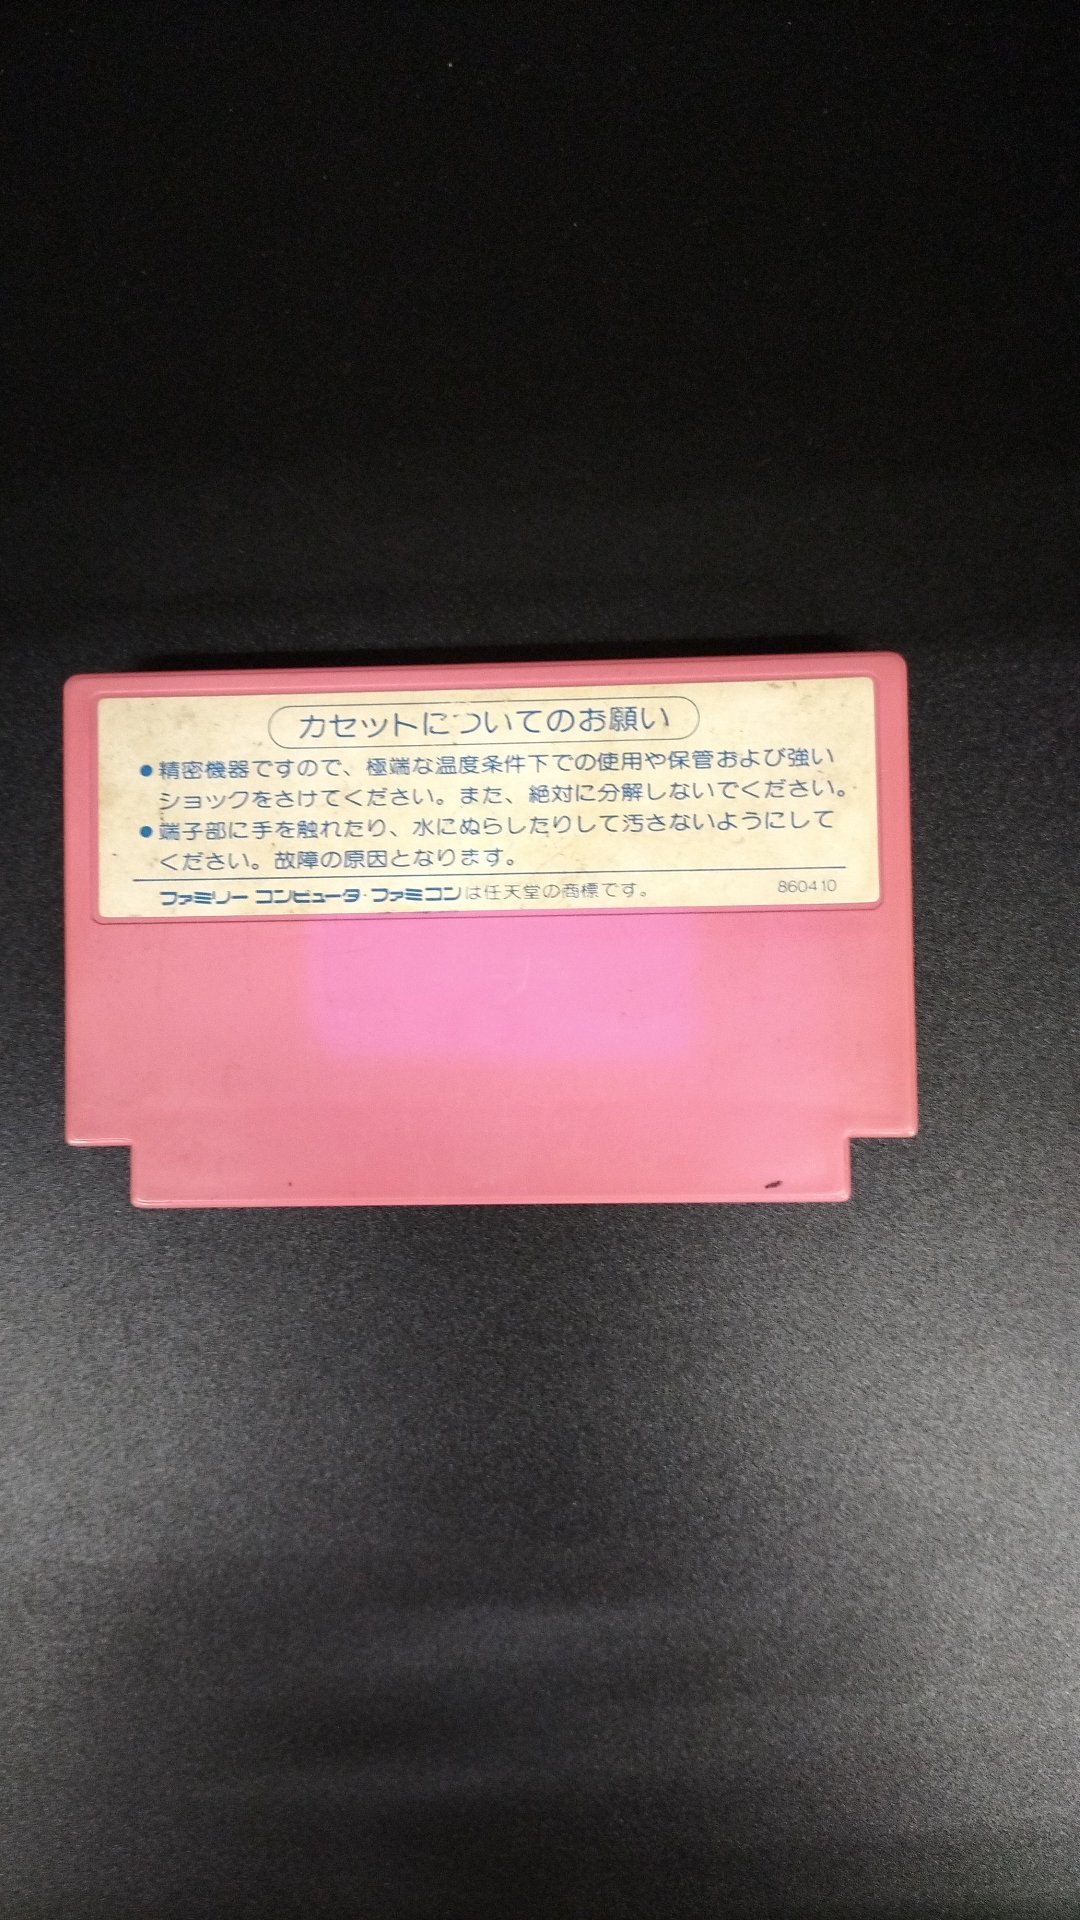 カセットについてのお願い
●精密機器ですので、極端な温度条件下での使用や保管および強い
ショックをさけてください。また、絶対に分解しないでください。
●端子部に手を触れたり、水にぬらしたりして汚さないようにして
ください。故障の原因となります。
ファミリー コンピュータ・ファミコンは任天堂の商標です。 860410